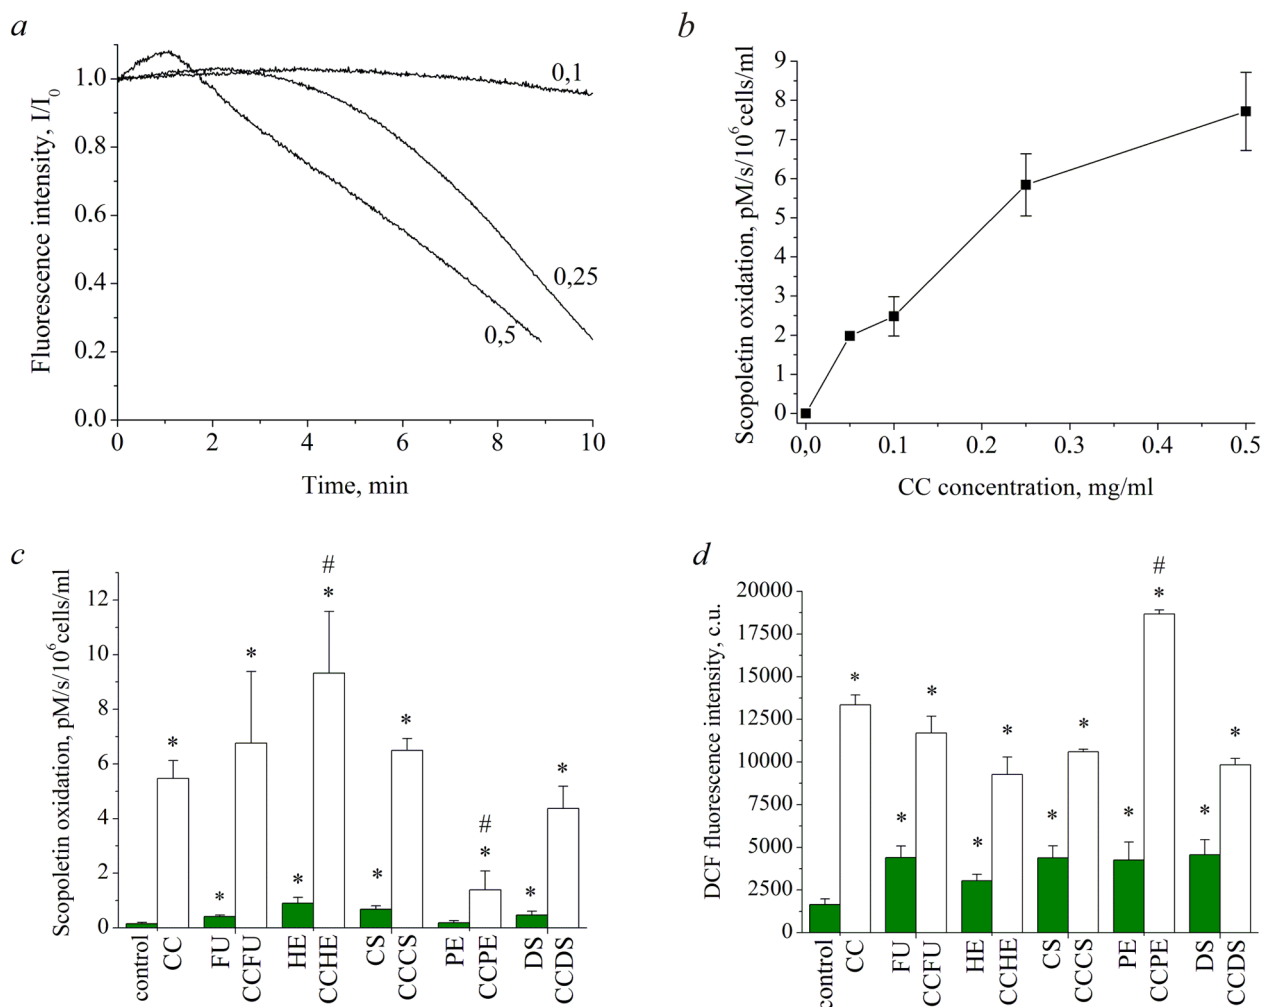 a
Fluorescence intensity, I/I0
1.0
0.8
0.6
0.4
0.2
0.0
0,1
0,25
0,5
0 2 4 6 8 10
Time, min
b
Scopoletin oxidation, pM/s/10^6 cells/ml
9
8
7
6
5
4
3
2
1
0
0,0 0.1 0.2 0.3 0.4 0.5
CC concentration, mg/ml
c
Scopoletin oxidation, pM/s/10^6 cells/ml
12
10
8
6
4
2
0
#
* * * * * * * * #
* * *
control CC FU CCFU HE CCHE CS CCCS PE CCPE DS CCDS
d
DCF fluorescence intensity, c.u.
20000
17500
15000
12500
10000
7500
5000
2500
0
#
* * * * * * * * * * *
control CC FU CCFU HE CCHE CS CCCS PE CCPE DS CCDS